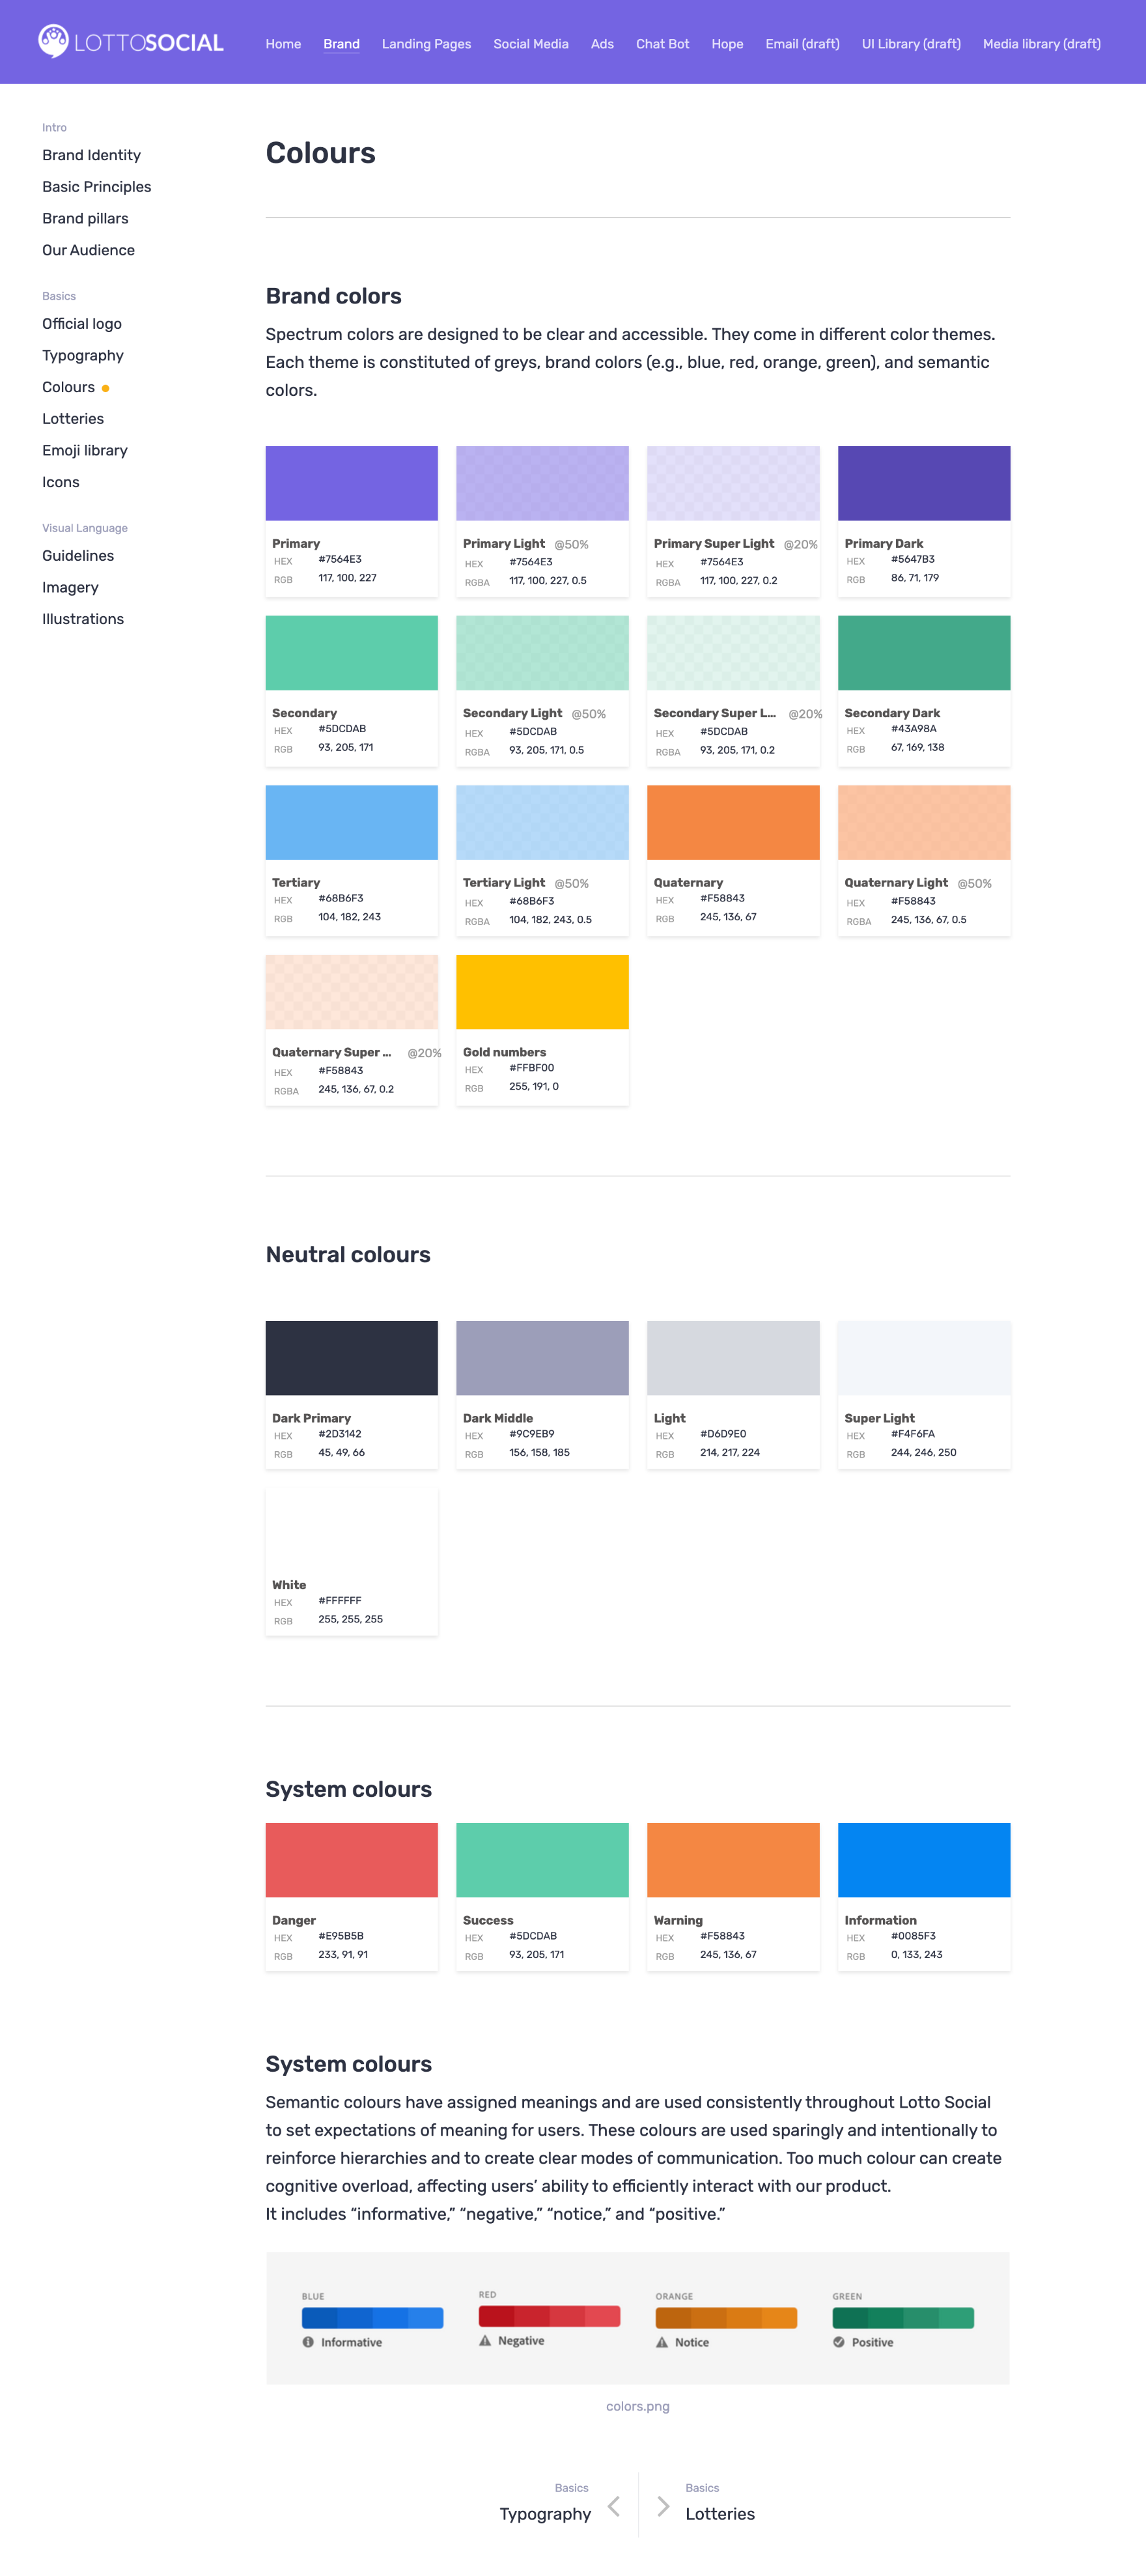 LOTTOSOCIAL
Home Brand Landing Pages Social Media Ads Chat Bot Hope Email (draft) UI Library (draft) Media library (draft)
Intro
Brand Identity
Basic Principles
Brand pillars
Our Audience
Basics
Official logo
Typography
Colours
Lotteries
Emoji library
Icons
Visual Language
Guidelines
Imagery
Illustrations
Colours
Brand colors
Spectrum colors are designed to be clear and accessible. They come in different color themes.
Each theme is constituted of greys, brand colors (e.g., blue, red, orange, green), and semantic
colors.
Primary
HEX #7564E3
RGB 117, 100, 227
Primary Light @50%
HEX #7564E3
RGBA 117, 100, 227, 0.5
Primary Super Light @20%
HEX #7564E3
RGBA 117, 100, 227, 0.2
Primary Dark
HEX #5647B3
RGB 86, 71, 179
Secondary
HEX #5DCDAB
RGB 93, 205, 171
Secondary Light @50%
HEX #5DCDAB
RGBA 93, 205, 171, 0.5
Secondary Super L... @20%
HEX #5DCDAB
RGBA 93, 205, 171, 0.2
Secondary Dark
HEX #43A98A
RGB 67, 169, 138
Tertiary
HEX #68B6F3
RGB 104, 182, 243
Tertiary Light @50%
HEX #68B6F3
RGBA 104, 182, 243, 0.5
Quaternary
HEX #F58843
RGB 245, 136, 67
Quaternary Light @50%
HEX #F58843
RGBA 245, 136, 67, 0.5
Quaternary Super ... @20%
HEX #F58843
RGBA 245, 136, 67, 0.2
Gold numbers
HEX #FFBF00
RGB 255, 191, 0
Neutral colours
Dark Primary
HEX #2D3142
RGB 45, 49, 66
Dark Middle
HEX #9C9EB9
RGB 156, 158, 185
Light
HEX #D6D9E0
RGB 214, 217, 224
Super Light
HEX #F4F6FA
RGB 244, 246, 250
White
HEX #FFFFFF
RGB 255, 255, 255
System colours
Danger
HEX #E95B5B
RGB 233, 91, 91
Success
HEX #5DCDAB
RGB 93, 205, 171
Warning
HEX #F58843
RGB 245, 136, 67
Information
HEX #0085F3
RGB 0, 133, 243
System colours
Semantic colours have assigned meanings and are used consistently throughout Lotto Social
to set expectations of meaning for users. These colours are used sparingly and intentionally to
reinforce hierarchies and to create clear modes of communication. Too much colour can create
cognitive overload, affecting users’ ability to efficiently interact with our product.
It includes “informative,” “negative,” “notice,” and “positive.”
BLUE
Informative
RED
Negative
ORANGE
Notice
GREEN
Positive
colors.png
Basics
Typography
Basics
Lotteries